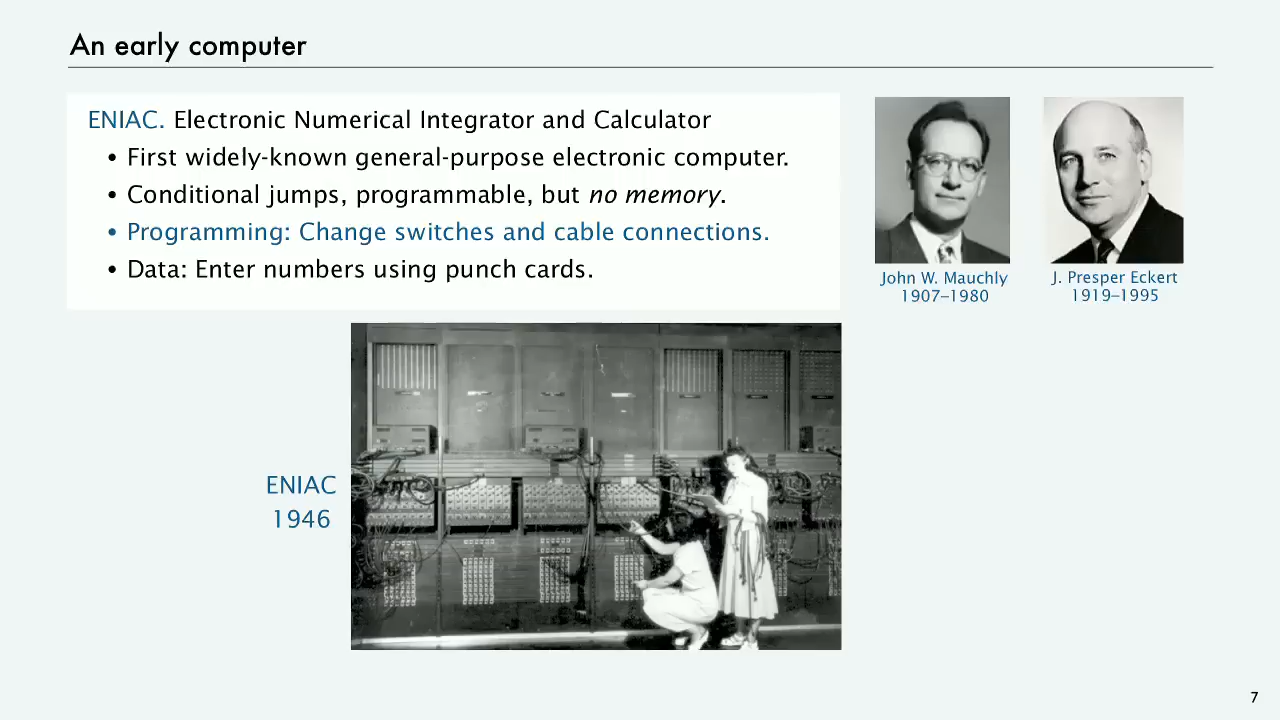 An early computer
ENIAC. Electronic Numerical Integrator and Calculator
• First widely-known general-purpose electronic computer.
• Conditional jumps, programmable, but no memory.
• Programming: Change switches and cable connections.
• Data: Enter numbers using punch cards.
John W. Mauchly
1907–1980
J. Presper Eckert
1919–1995
ENIAC
1946
7